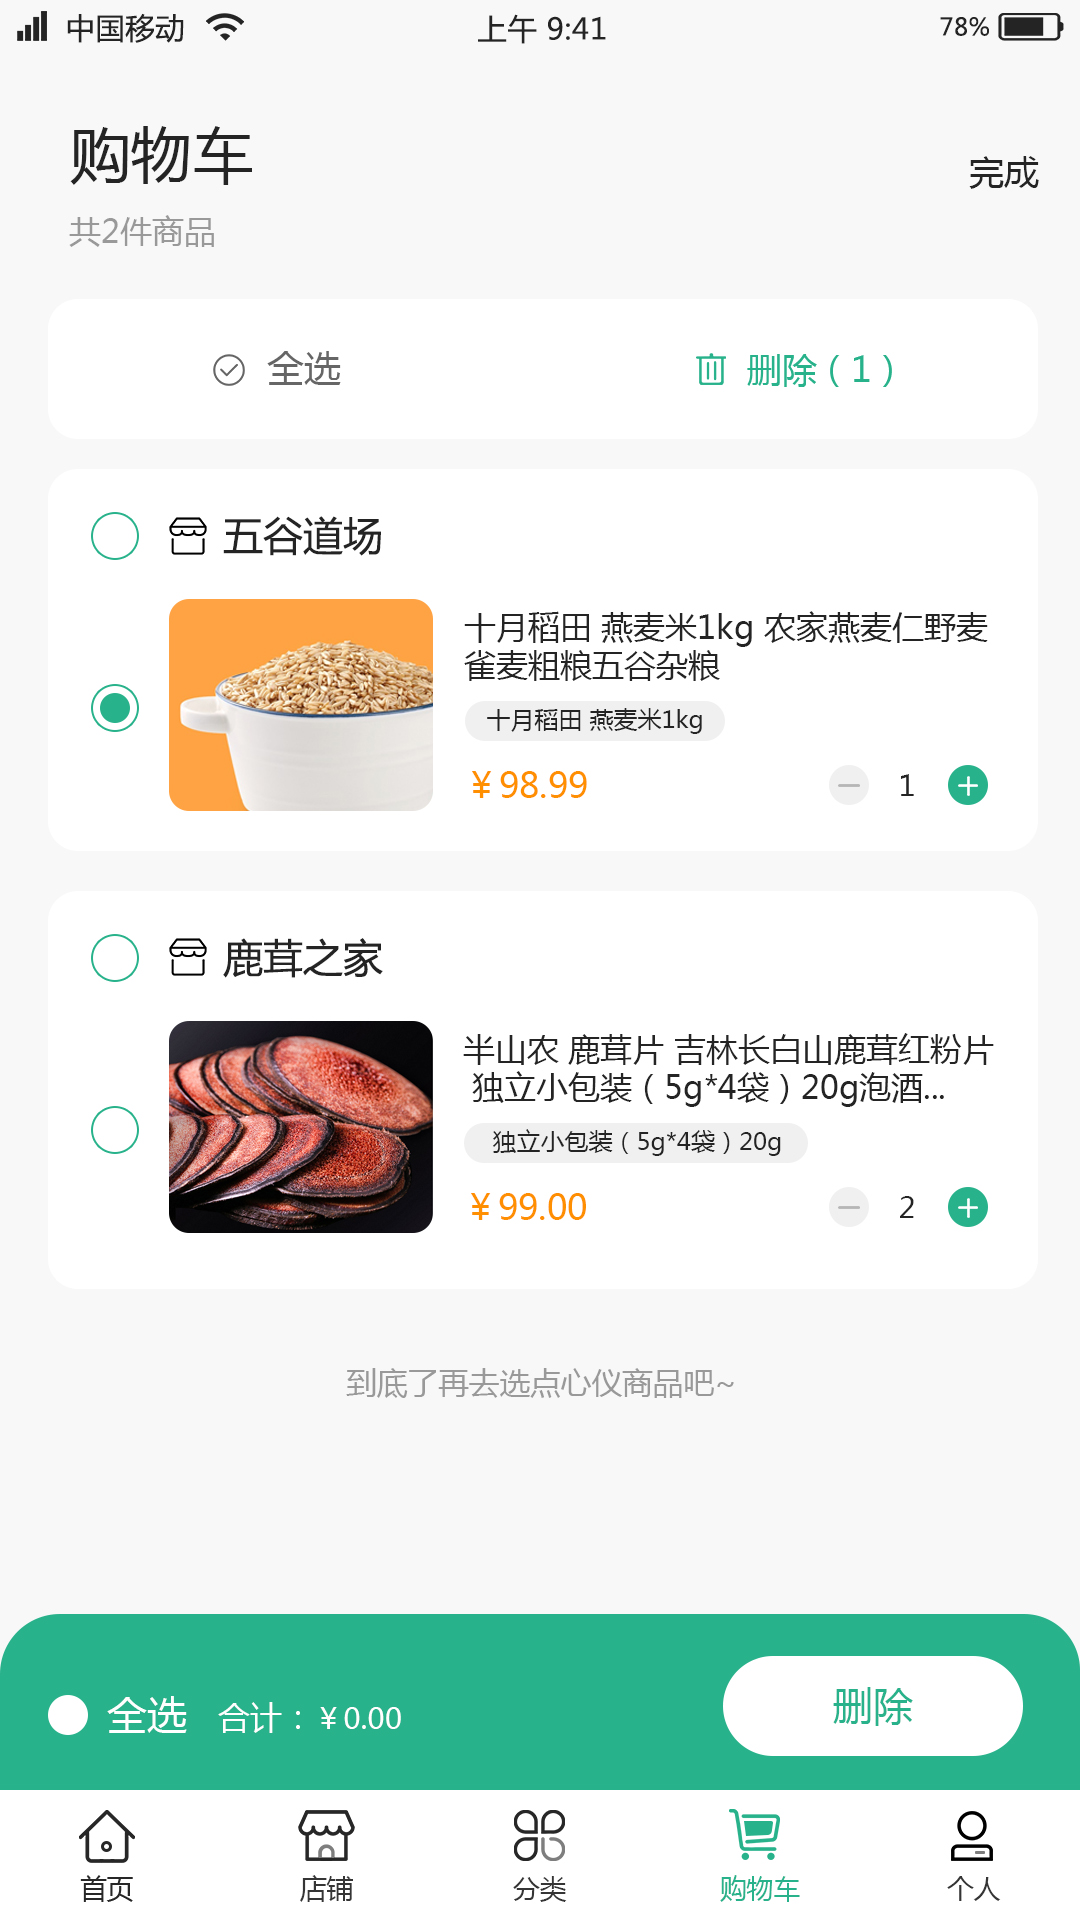 中国移动 上午 9:41 78%
购物车
完成
共2件商品
全选 删除（1）
五谷道场
十月稻田 燕麦米1kg 农家燕麦仁野麦
雀麦粗粮五谷杂粮
十月稻田 燕麦米1kg
¥ 98.99 1
鹿茸之家
半山农 鹿茸片 吉林长白山鹿茸红粉片
独立小包装（5g*4袋）20g泡酒...
独立小包装（5g*4袋）20g
¥ 99.00 2
到底了再去选点心仪商品吧~
全选 合计：¥ 0.00 删除
首页 店铺 分类 购物车 个人